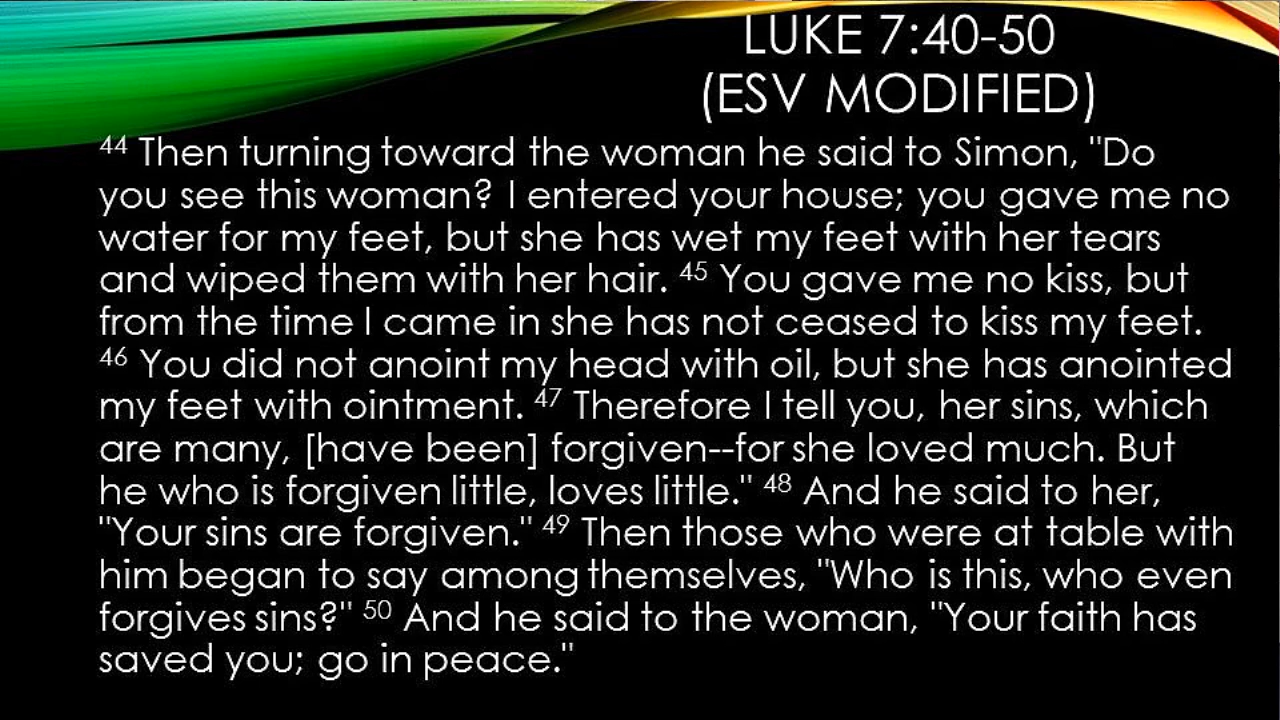 LUKE 7:40-50
(ESV MODIFIED)
44 Then turning toward the woman he said to Simon, "Do
you see this woman? I entered your house; you gave me no
water for my feet, but she has wet my feet with her tears
and wiped them with her hair. 45 You gave me no kiss, but
from the time I came in she has not ceased to kiss my feet.
46 You did not anoint my head with oil, but she has anointed
my feet with ointment. 47 Therefore I tell you, her sins, which
are many, [have been] forgiven--for she loved much. But
he who is forgiven little, loves little." 48 And he said to her,
"Your sins are forgiven." 49 Then those who were at table with
him began to say among themselves, "Who is this, who even
forgives sins?" 50 And he said to the woman, "Your faith has
saved you; go in peace."